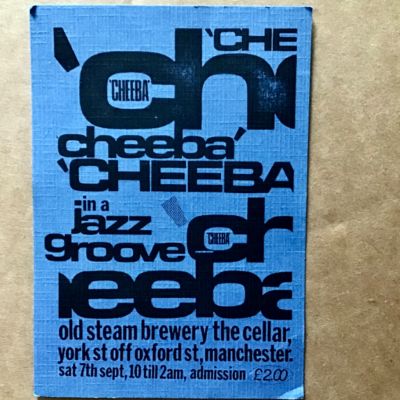 'CHE
'ch
'CHEEBA'
cheeba'
'CHEEBA
in a
jazz
groove
'ch
'CHEEBA'
eeba
old steam brewery the cellar,
york st off oxford st, manchester.
sat 7th sept, 10 till 2am, admission £2.00